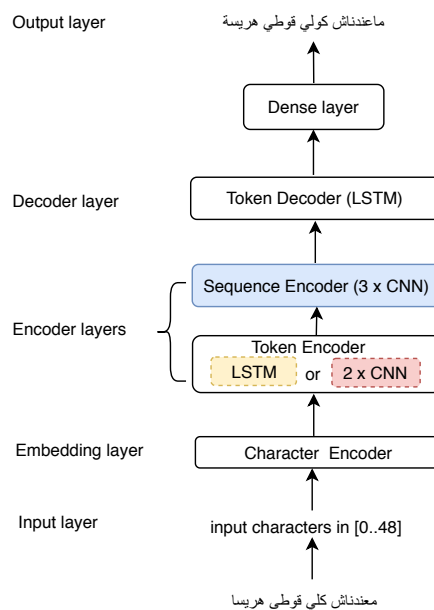 Output layer
ماعندناش كولي قوطي هريسة
Dense layer
Decoder layer
Token Decoder (LSTM)
Sequence Encoder (3 x CNN)
Encoder layers
Token Encoder
LSTM or 2 x CNN
Embedding layer
Character Encoder
Input layer
input characters in [0..48]
معندناش كلي قوطي هريسا